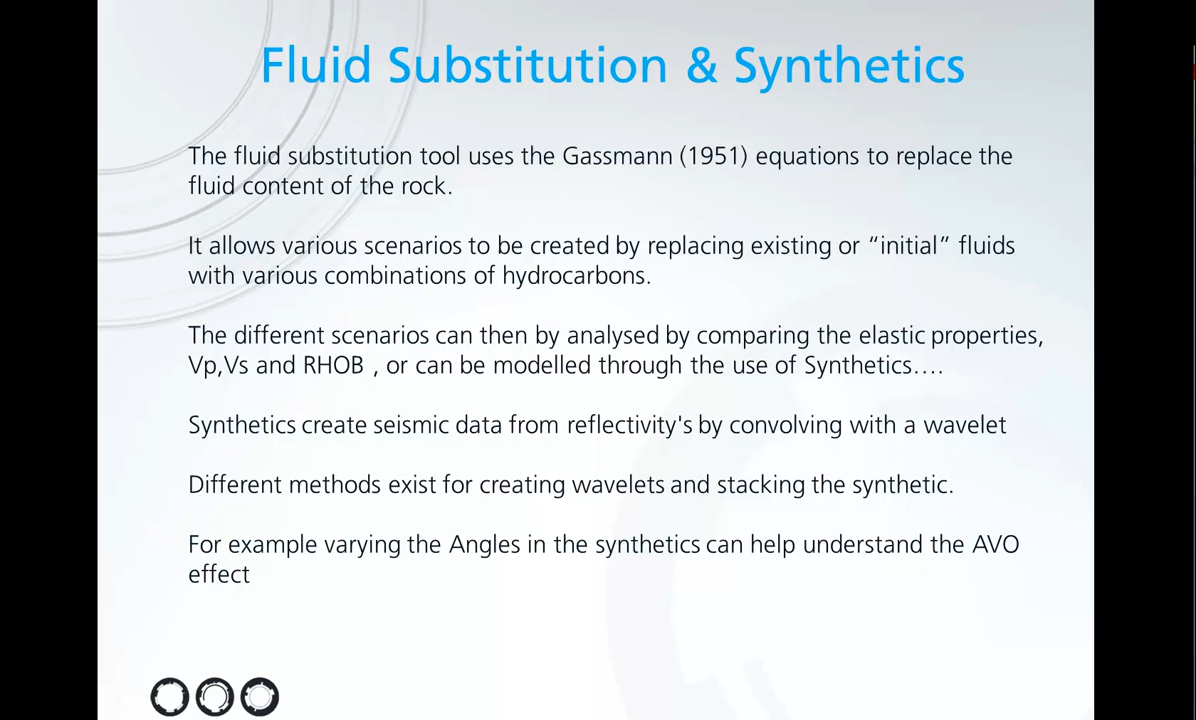 Fluid Substitution & Synthetics
The fluid substitution tool uses the Gassmann (1951) equations to replace the
fluid content of the rock.
It allows various scenarios to be created by replacing existing or “initial” fluids
with various combinations of hydrocarbons.
The different scenarios can then by analysed by comparing the elastic properties,
Vp,Vs and RHOB , or can be modelled through the use of Synthetics….
Synthetics create seismic data from reflectivity's by convolving with a wavelet
Different methods exist for creating wavelets and stacking the synthetic.
For example varying the Angles in the synthetics can help understand the AVO
effect